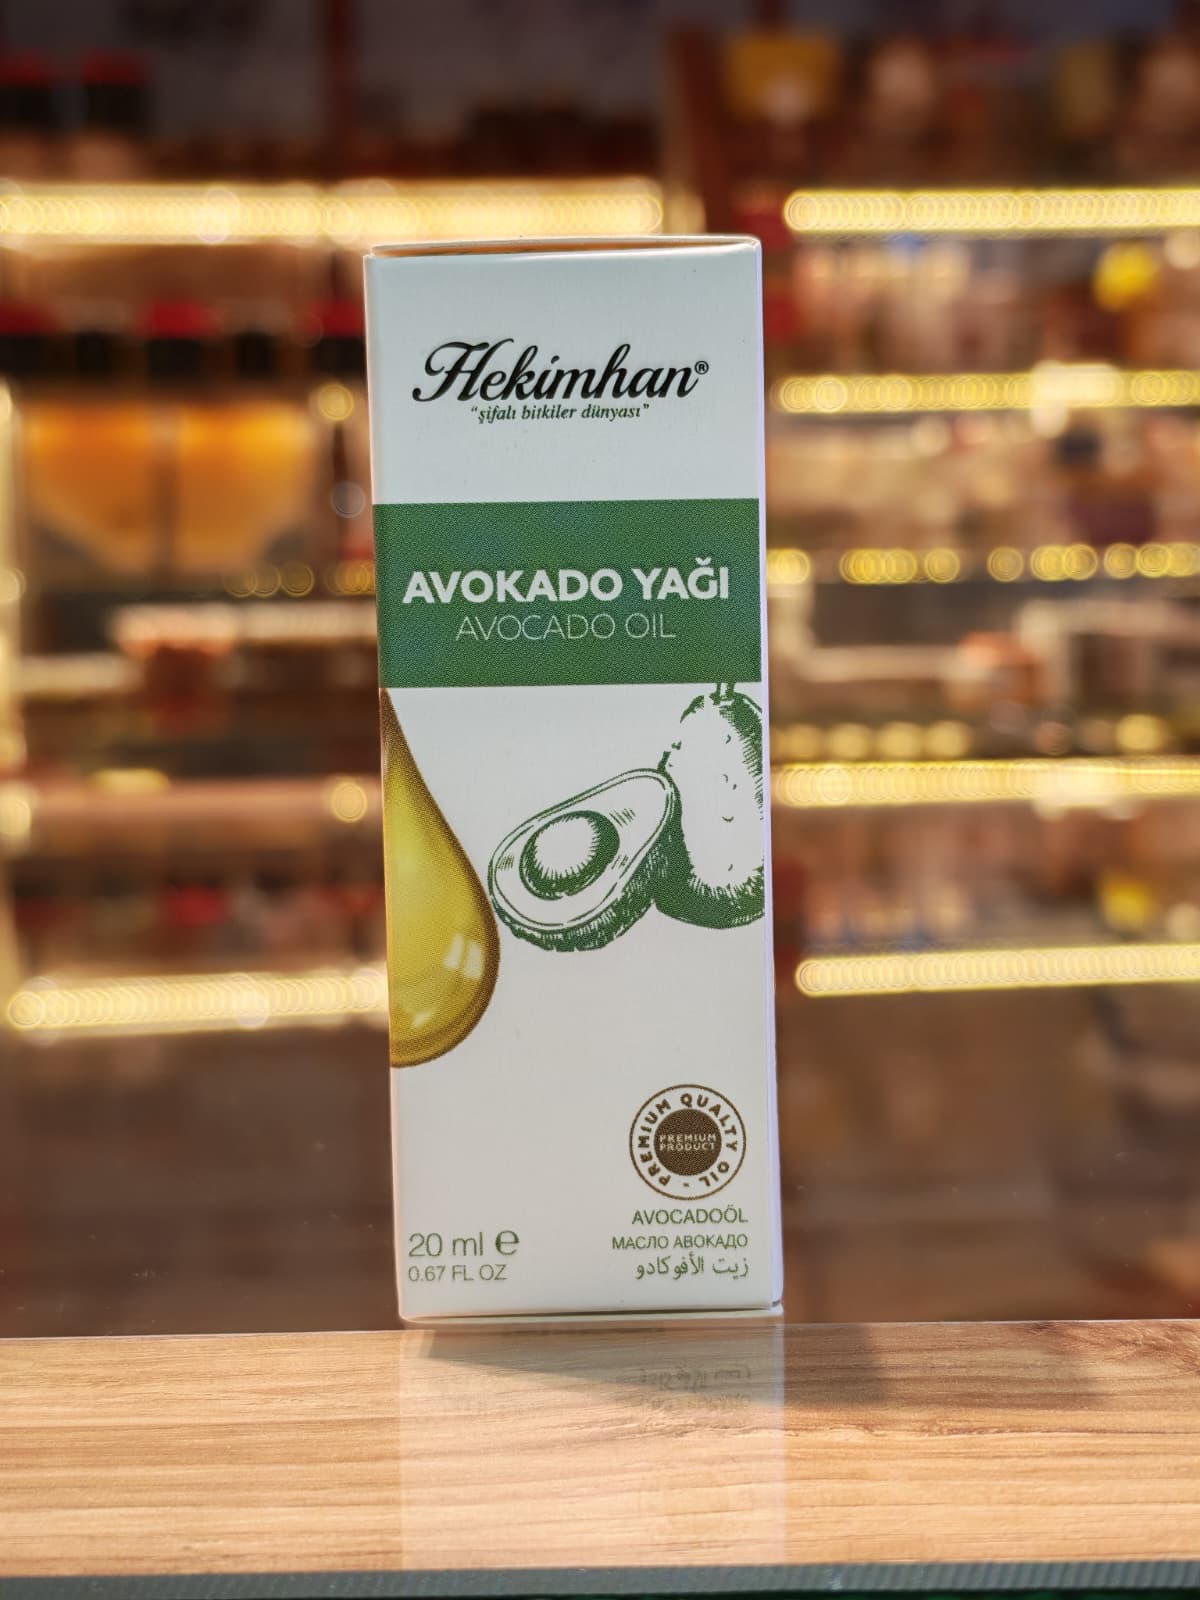 Hekimhan®
“şifalı bitkiler dünyası”
AVOKADO YAĞI
AVOCADO OIL
PREMIUM QUALTY OIL -
PREMIUM
PRODUCT
20 ml ℮
0.67 FL OZ
AVOCADOÖL
МАСЛО АВОКАДО
زيت الأفوكادو